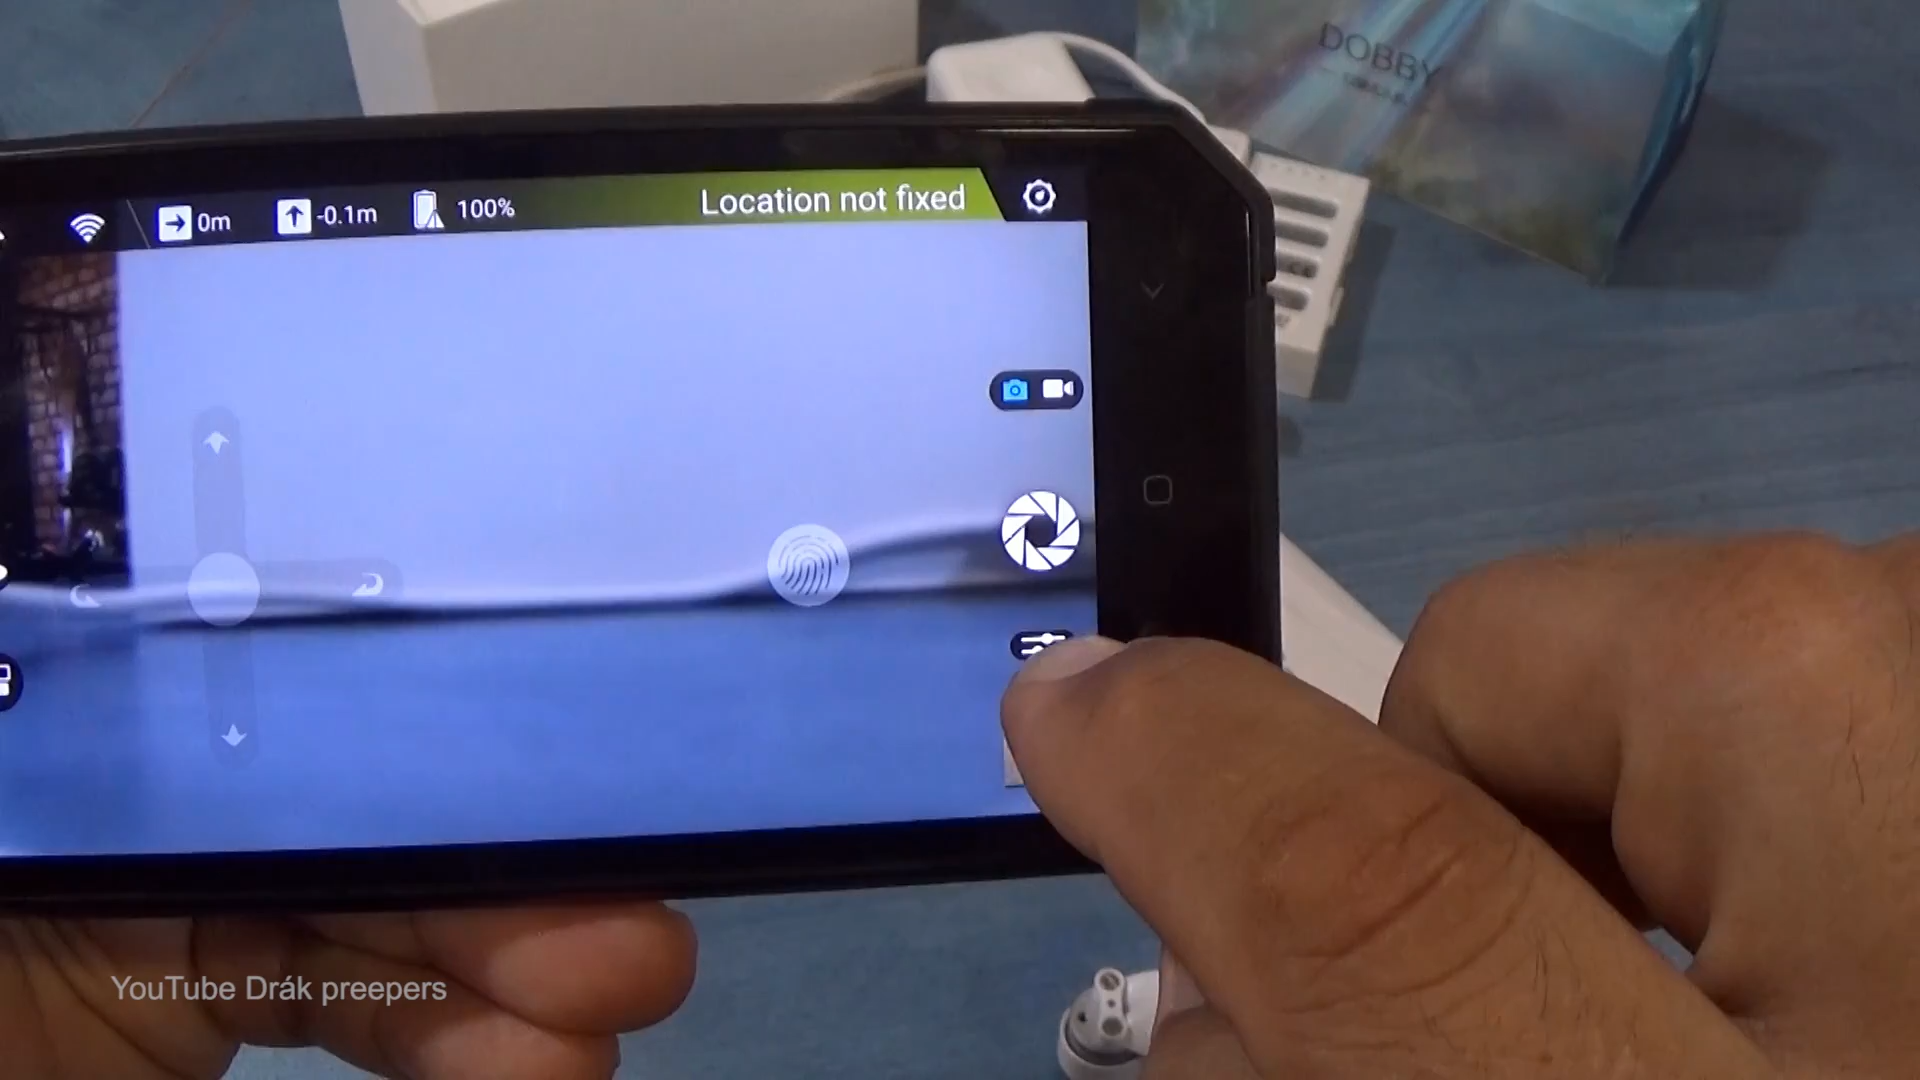 DOBBY
0m
-0.1m
100%
Location not fixed
YouTube Drák preepers